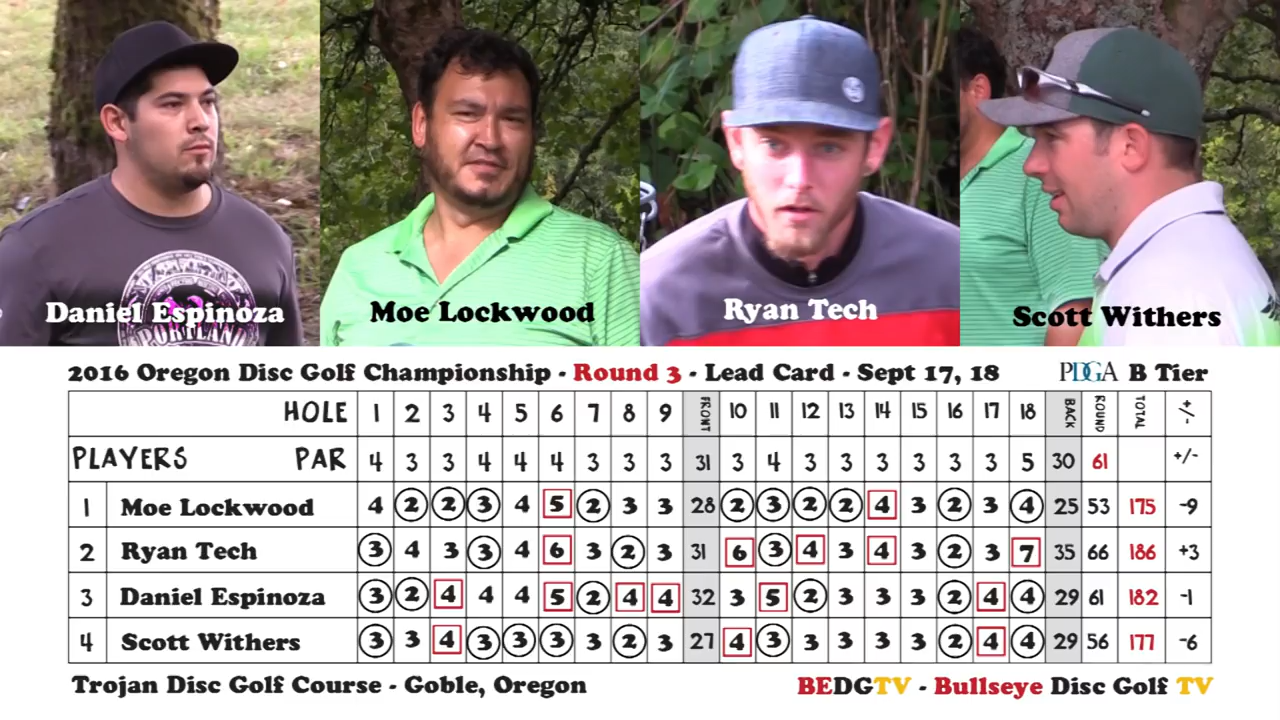 PORTLAND
Daniel Espinoza
Moe Lockwood
Ryan Tech
Scott Withers
2016 Oregon Disc Golf Championship - Round 3 - Lead Card - Sept 17, 18 PDGA B Tier
HOLE 1 2 3 4 5 6 7 8 9 FRONT 10 11 12 13 14 15 16 17 18 BACK ROUND TOTAL +/-
PLAYERS PAR 4 3 3 4 4 4 3 3 3 31 3 4 3 3 3 3 3 3 5 30 61 +/-
1 Moe Lockwood 4 2 2 3 4 5 2 3 3 28 2 3 2 2 4 3 2 3 4 25 53 175 -9
2 Ryan Tech 3 4 3 3 4 6 3 2 3 31 6 3 4 3 4 3 2 3 7 35 66 186 +3
3 Daniel Espinoza 3 2 4 4 4 5 2 4 4 32 3 5 2 3 3 3 2 4 4 29 61 182 -1
4 Scott Withers 3 3 4 3 3 3 3 2 3 27 4 3 3 3 3 3 2 4 4 29 56 177 -6
Trojan Disc Golf Course - Goble, Oregon BEDGTV - Bullseye Disc Golf TV